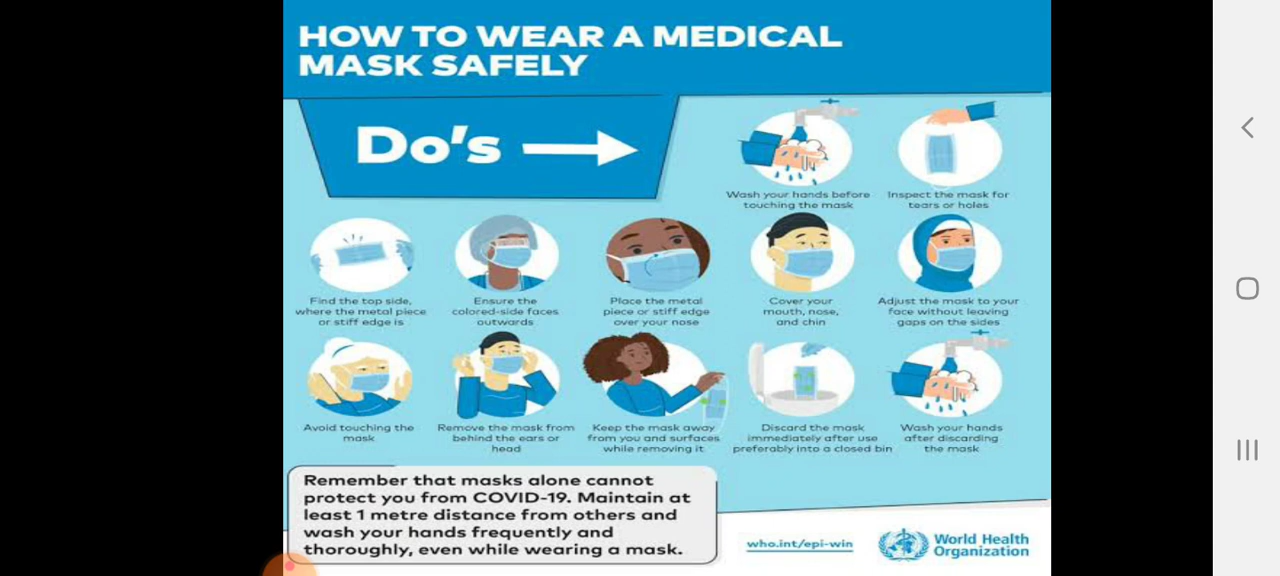 HOW TO WEAR A MEDICAL
MASK SAFELY
Do's
Wash your hands before
touching the mask
Inspect the mask for
tears or holes
Find the top side,
where the metal piece
or stiff edge is
Ensure the
colored-side faces
outwards
Place the metal
piece or stiff edge
over your nose
Cover your
mouth, nose,
and chin
Adjust the mask to your
face without leaving
gaps on the sides
Avoid touching the
mask
Remove the mask from
behind the ears or
head
Keep the mask away
from you and surfaces
while removing it
Discard the mask
immediately after use
preferably into a closed bin
Wash your hands
after discarding
the mask
Remember that masks alone cannot
protect you from COVID-19. Maintain at
least 1 metre distance from others and
wash your hands frequently and
thoroughly, even while wearing a mask.
who.int/epi-win
World Health
Organization